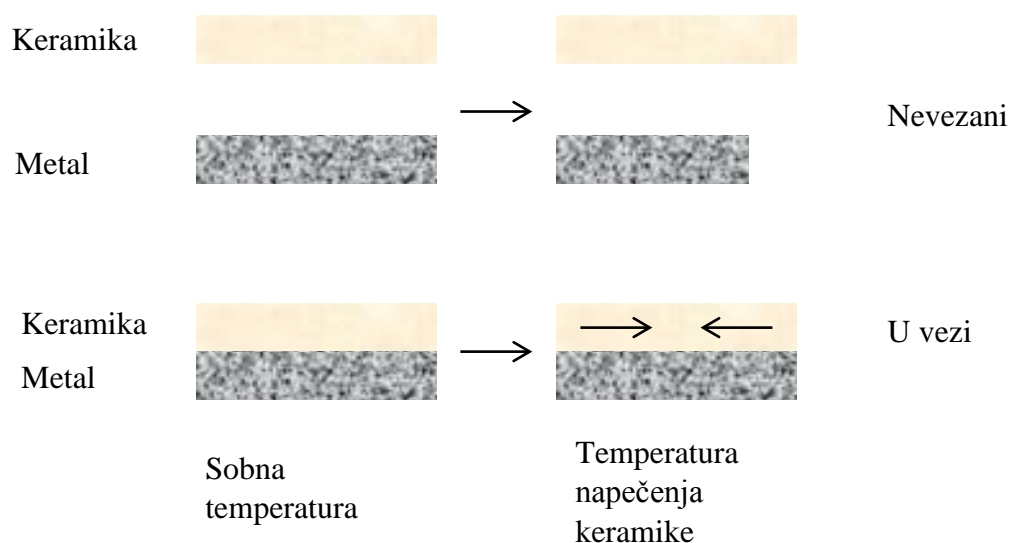 Keramika
Nevezani
Metal
Keramika
U vezi
Metal
Sobna
temperatura
Temperatura
napečenja
keramike